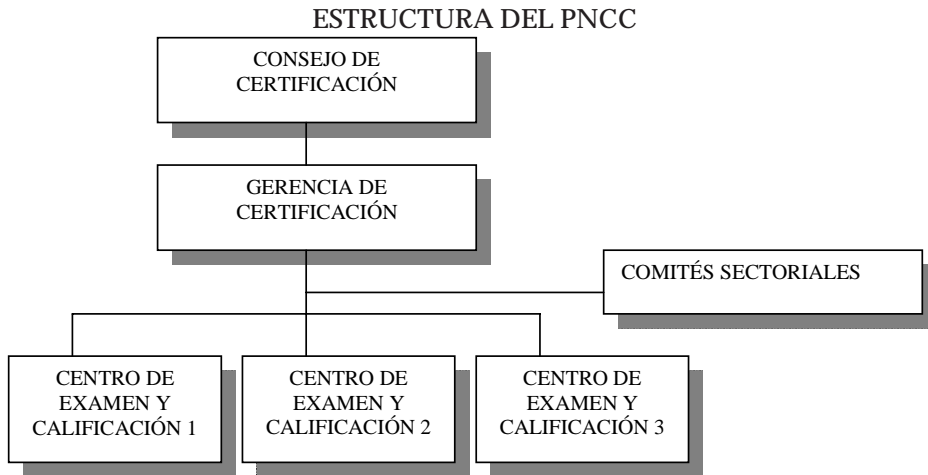 ESTRUCTURA DEL PNCC
CONSEJO DE
CERTIFICACIÓN
GERENCIA DE
CERTIFICACIÓN
COMITÉS SECTORIALES
CENTRO DE
EXAMEN Y
CALIFICACIÓN 1
CENTRO DE
EXAMEN Y
CALIFICACIÓN 2
CENTRO DE
EXAMEN Y
CALIFICACIÓN 3